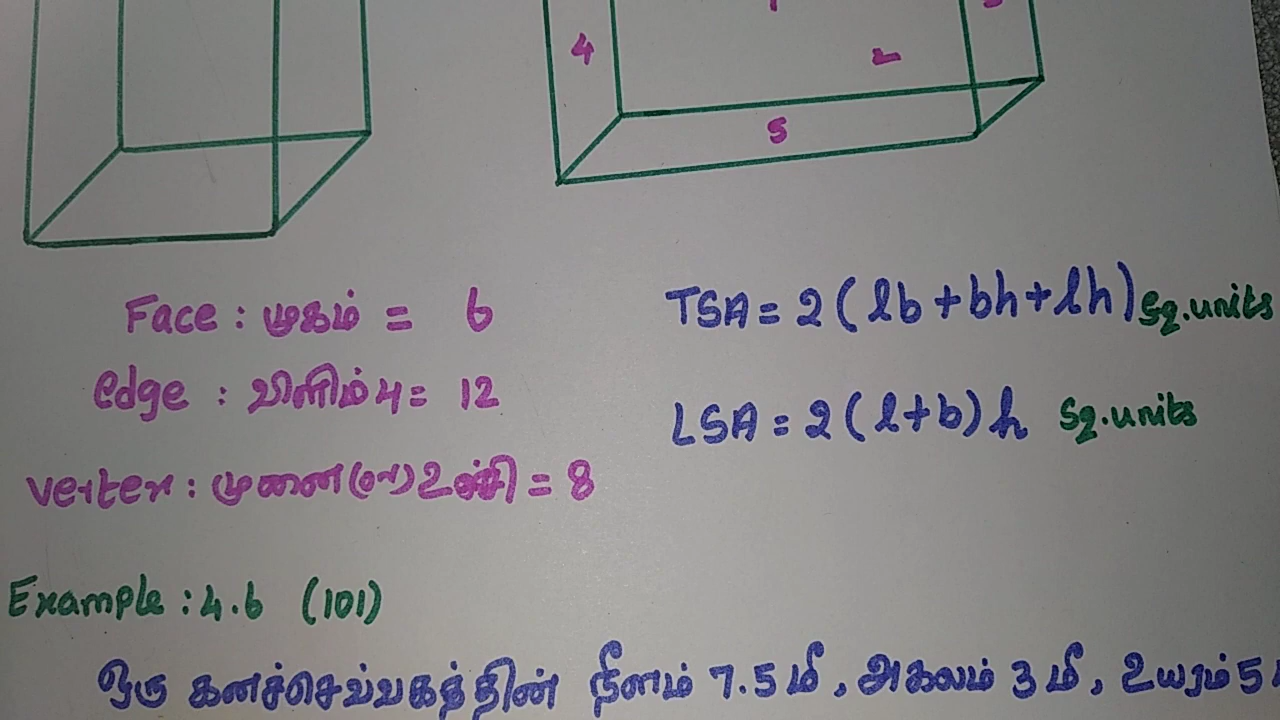 4
5
Face : முகம் = 6
TSA = 2 ( lb + bh + lh ) Sq.units
edge : விளிம்பு = 12
LSA = 2 ( l + b ) h Sq.units
vertex : முனை (or) உச்சி = 8
Example : 4.6 (101)
ஒரு கனச்செவ்வகத்தின் நீளம் 7.5 மீ, அகலம் 3 மீ, உயரம் 5